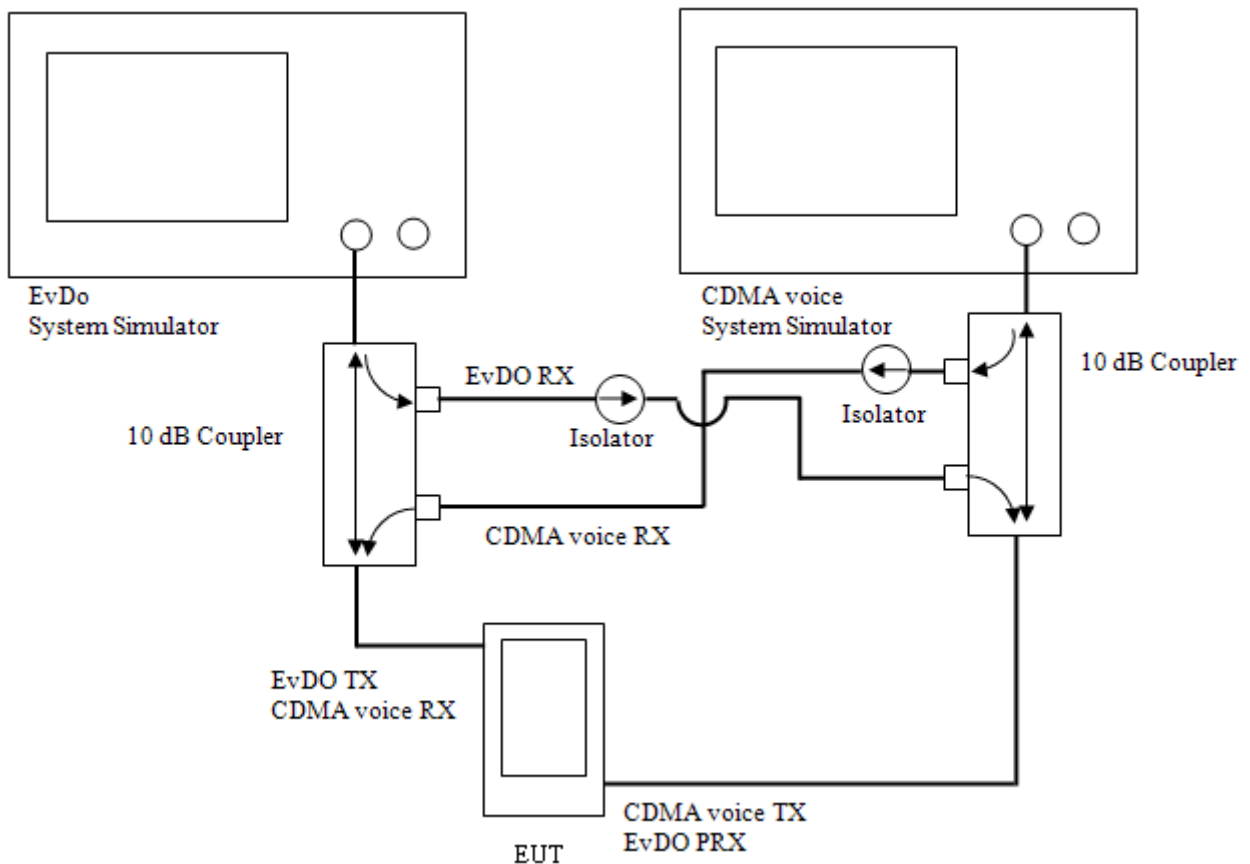 EvDo
System Simulator
CDMA voice
System Simulator
10 dB Coupler
EvDO RX
Isolator
Isolator
10 dB Coupler
CDMA voice RX
EvDO TX
CDMA voice RX
CDMA voice TX
EvDO PRX
EUT